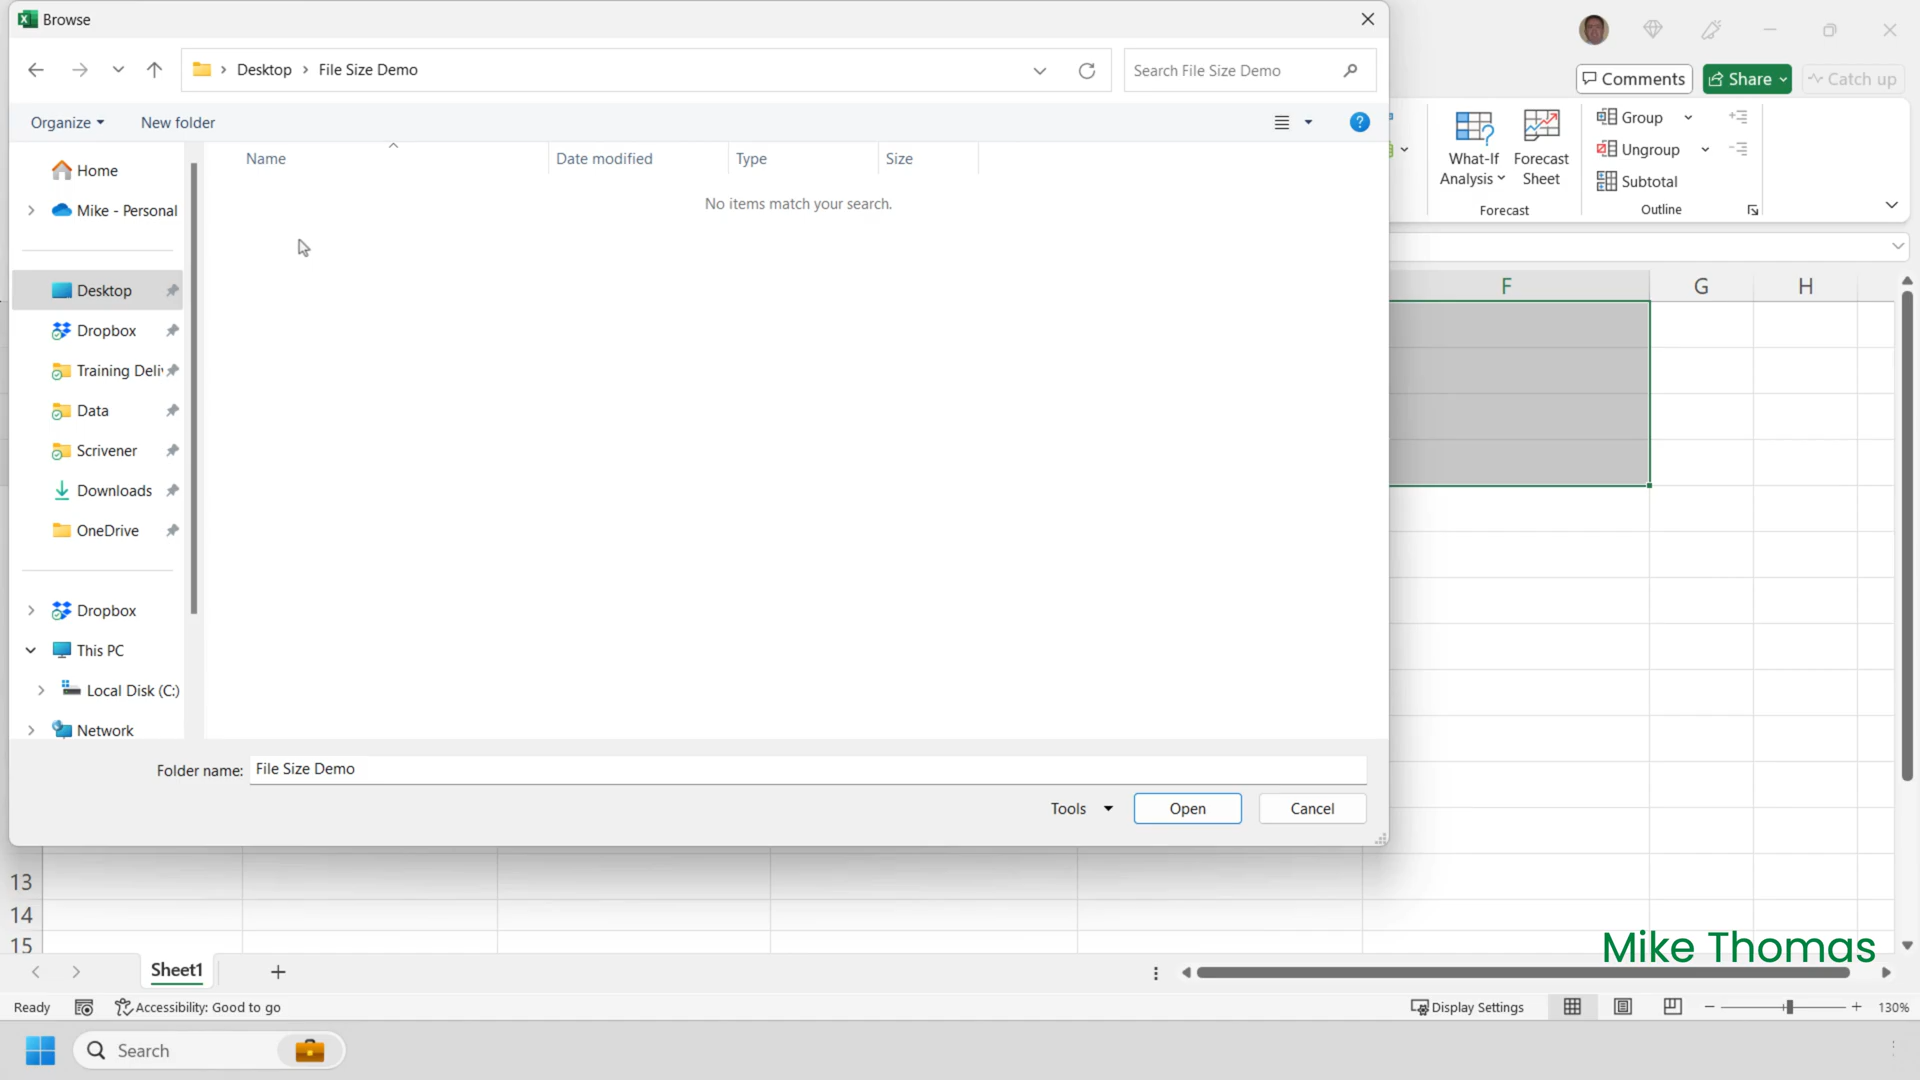 Browse
Desktop
File Size Demo
Search File Size Demo
Organize
New folder
Name
Date modified
Type
Size
No items match your search.
Home
Mike - Personal
Desktop
Dropbox
Training Deliv
Data
Scrivener
Downloads
OneDrive
Dropbox
This PC
Local Disk (C:)
Network
Folder name:
File Size Demo
Tools
Open
Cancel
Comments
Share
Catch up
What-If
Analysis
Forecast
Sheet
Forecast
Group
Ungroup
Subtotal
Outline
F
G
H
13
14
15
Mike Thomas
Sheet1
Ready
Accessibility: Good to go
Display Settings
130%
Search